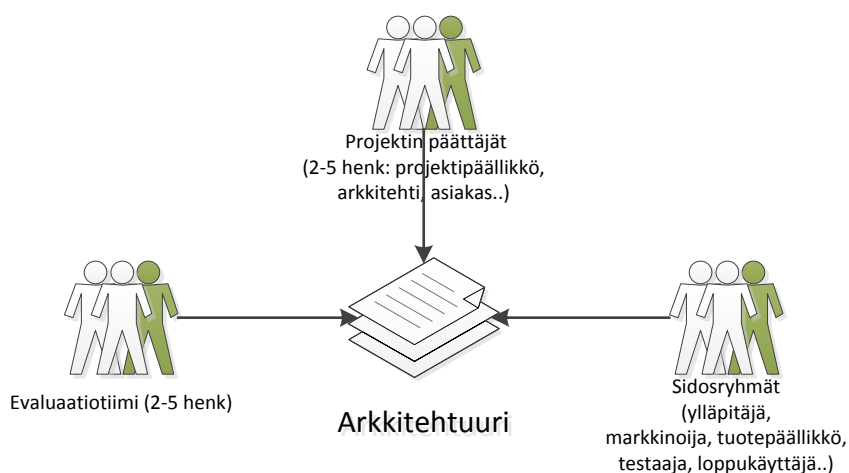 Projektin päättäjät
(2-5 henk: projektipäällikkö,
arkkitehti, asiakas..)
Evaluaatiotiimi (2-5 henk)
Arkkitehtuuri
Sidosryhmät
(ylläpitäjä,
markkinoija, tuotepäällikkö,
testaaja, loppukäyttäjä..)